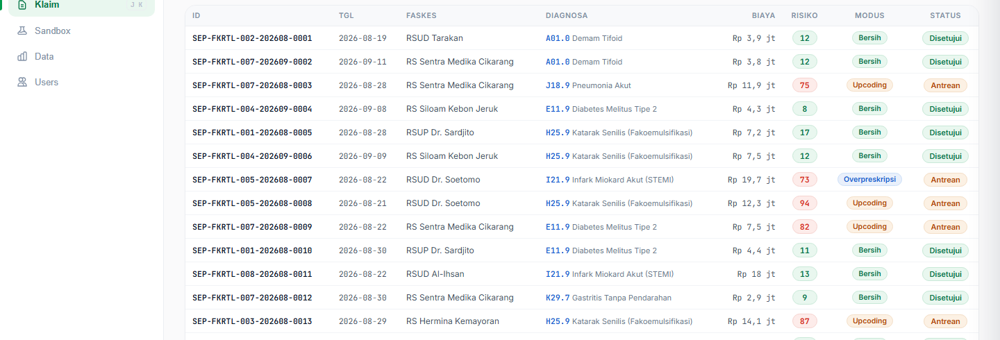 Klaim J K
Sandbox
Data
Users
ID TGL FASKES DIAGNOSA BIAYA RISIKO MODUS STATUS
SEP-FKRTL-002-202608-0001 2026-08-19 RSUD Tarakan A01.0 Demam Tifoid Rp 3,9 jt 12 Bersih Disetujui
SEP-FKRTL-007-202609-0002 2026-09-11 RS Sentra Medika Cikarang A01.0 Demam Tifoid Rp 3,8 jt 12 Bersih Disetujui
SEP-FKRTL-007-202608-0003 2026-08-28 RS Sentra Medika Cikarang J18.9 Pneumonia Akut Rp 11,9 jt 75 Upcoding Antrean
SEP-FKRTL-004-202609-0004 2026-09-08 RS Siloam Kebon Jeruk E11.9 Diabetes Melitus Tipe 2 Rp 4,3 jt 8 Bersih Disetujui
SEP-FKRTL-001-202608-0005 2026-08-28 RSUP Dr. Sardjito H25.9 Katarak Senilis (Fakoemulsifikasi) Rp 7,2 jt 17 Bersih Disetujui
SEP-FKRTL-004-202609-0006 2026-09-09 RS Siloam Kebon Jeruk H25.9 Katarak Senilis (Fakoemulsifikasi) Rp 7,5 jt 12 Bersih Disetujui
SEP-FKRTL-005-202608-0007 2026-08-22 RSUD Dr. Soetomo I21.9 Infark Miokard Akut (STEMI) Rp 19,7 jt 73 Overpreskripsi Antrean
SEP-FKRTL-005-202608-0008 2026-08-21 RSUD Dr. Soetomo H25.9 Katarak Senilis (Fakoemulsifikasi) Rp 12,3 jt 94 Upcoding Antrean
SEP-FKRTL-007-202608-0009 2026-08-22 RS Sentra Medika Cikarang E11.9 Diabetes Melitus Tipe 2 Rp 7,5 jt 82 Upcoding Antrean
SEP-FKRTL-001-202608-0010 2026-08-30 RSUP Dr. Sardjito E11.9 Diabetes Melitus Tipe 2 Rp 4,4 jt 11 Bersih Disetujui
SEP-FKRTL-008-202608-0011 2026-08-22 RSUD Al-Ihsan I21.9 Infark Miokard Akut (STEMI) Rp 18 jt 13 Bersih Disetujui
SEP-FKRTL-007-202608-0012 2026-08-30 RS Sentra Medika Cikarang K29.7 Gastritis Tanpa Pendarahan Rp 2,9 jt 9 Bersih Disetujui
SEP-FKRTL-003-202608-0013 2026-08-29 RS Hermina Kemayoran H25.9 Katarak Senilis (Fakoemulsifikasi) Rp 14,1 jt 87 Upcoding Antrean